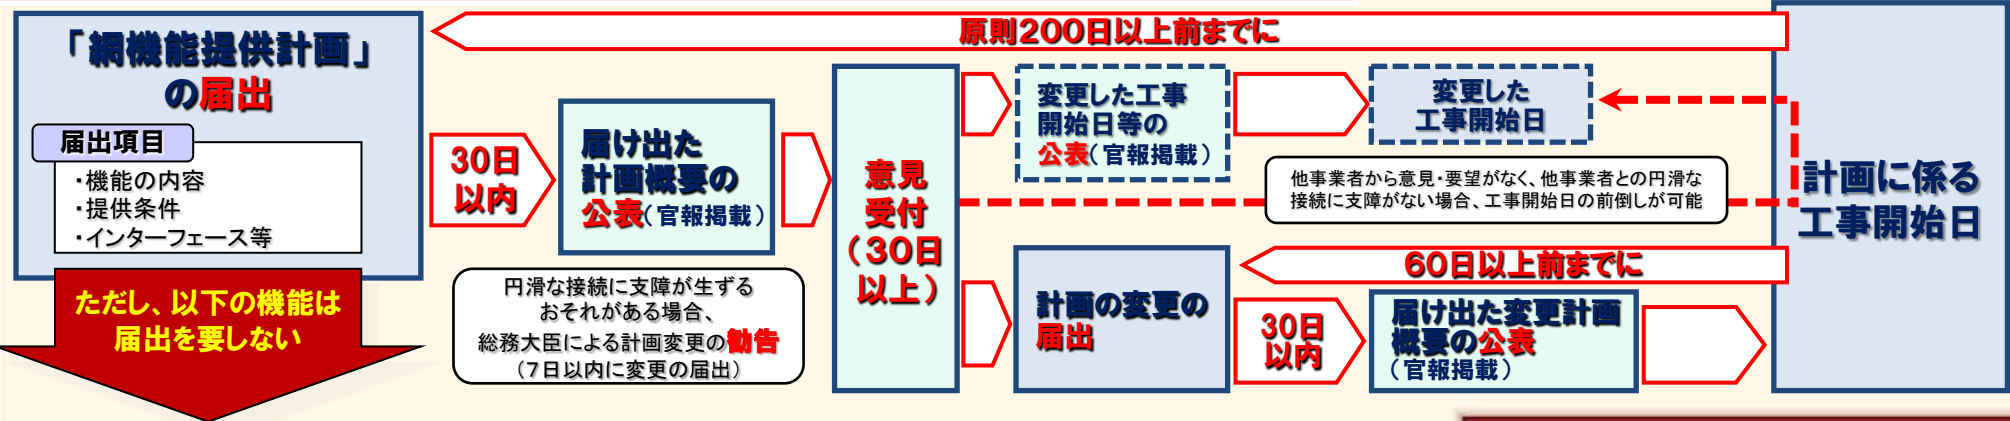 原則200日以上前までに
「網機能提供計画」
の届出
届出項目
・機能の内容
・提供条件
・インターフェース等
ただし、以下の機能は
届出を要しない
30日
以内
届け出た
計画概要の
公表(官報掲載)
円滑な接続に支障が生ずる
おそれがある場合、
総務大臣による計画変更の勧告
(7日以内に変更の届出)
意見
受付
(30日
以上)
変更した工事
開始日等の
公表(官報掲載)
変更した
工事開始日
他事業者から意見・要望がなく、他事業者との円滑な
接続に支障がない場合、工事開始日の前倒しが可能
60日以上前までに
計画の変更の
届出
30日
以内
届け出た変更計画
概要の公表
(官報掲載)
計画に係る
工事開始日